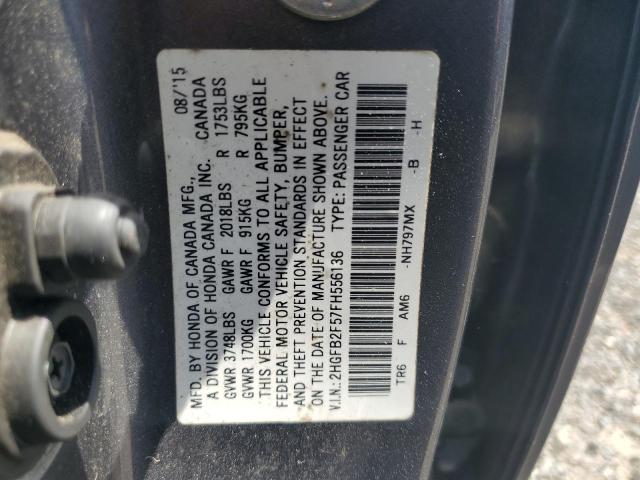 MFD. BY HONDA OF CANADA MFG., 08/'15
A DIVISION OF HONDA CANADA INC. CANADA
GVWR 3748LBS GAWR F 2018LBS R 1753LBS
GVWR 1700KG GAWR F 915KG R 795KG
THIS VEHICLE CONFORMS TO ALL APPLICABLE
FEDERAL MOTOR VEHICLE SAFETY, BUMPER,
AND THEFT PREVENTION STANDARDS IN EFFECT
ON THE DATE OF MANUFACTURE SHOWN ABOVE.
V.I.N.: 2HGFB2F57FH556136 TYPE: PASSENGER CAR
TR6 F AM6 -NH797MX -B -H